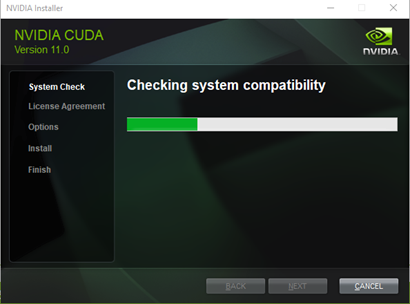 NVIDIA Installer
NVIDIA CUDA
Version 11.0
NVIDIA
System Check
License Agreement
Options
Install
Finish
Checking system compatibility
BACK
NEXT
CANCEL